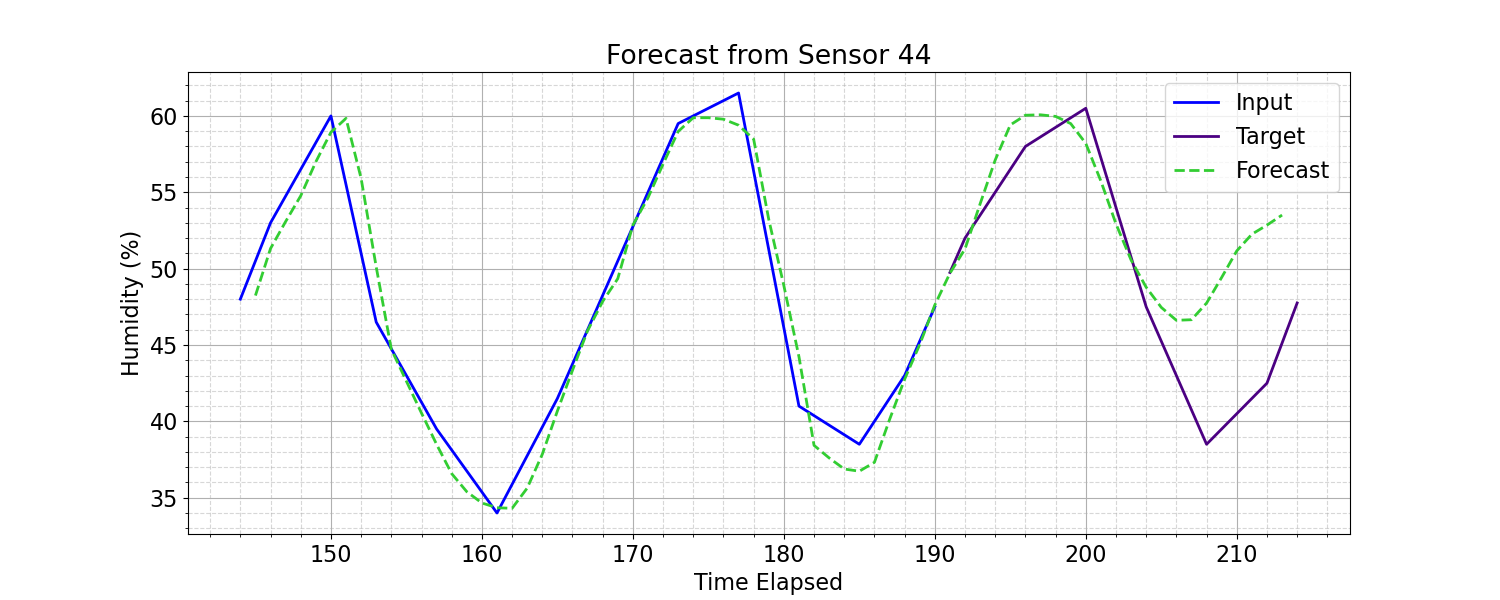 Forecast from Sensor 44
Humidity (%)
60
55
50
45
40
35
Input
Target
Forecast
150 160 170 180 190 200 210
Time Elapsed